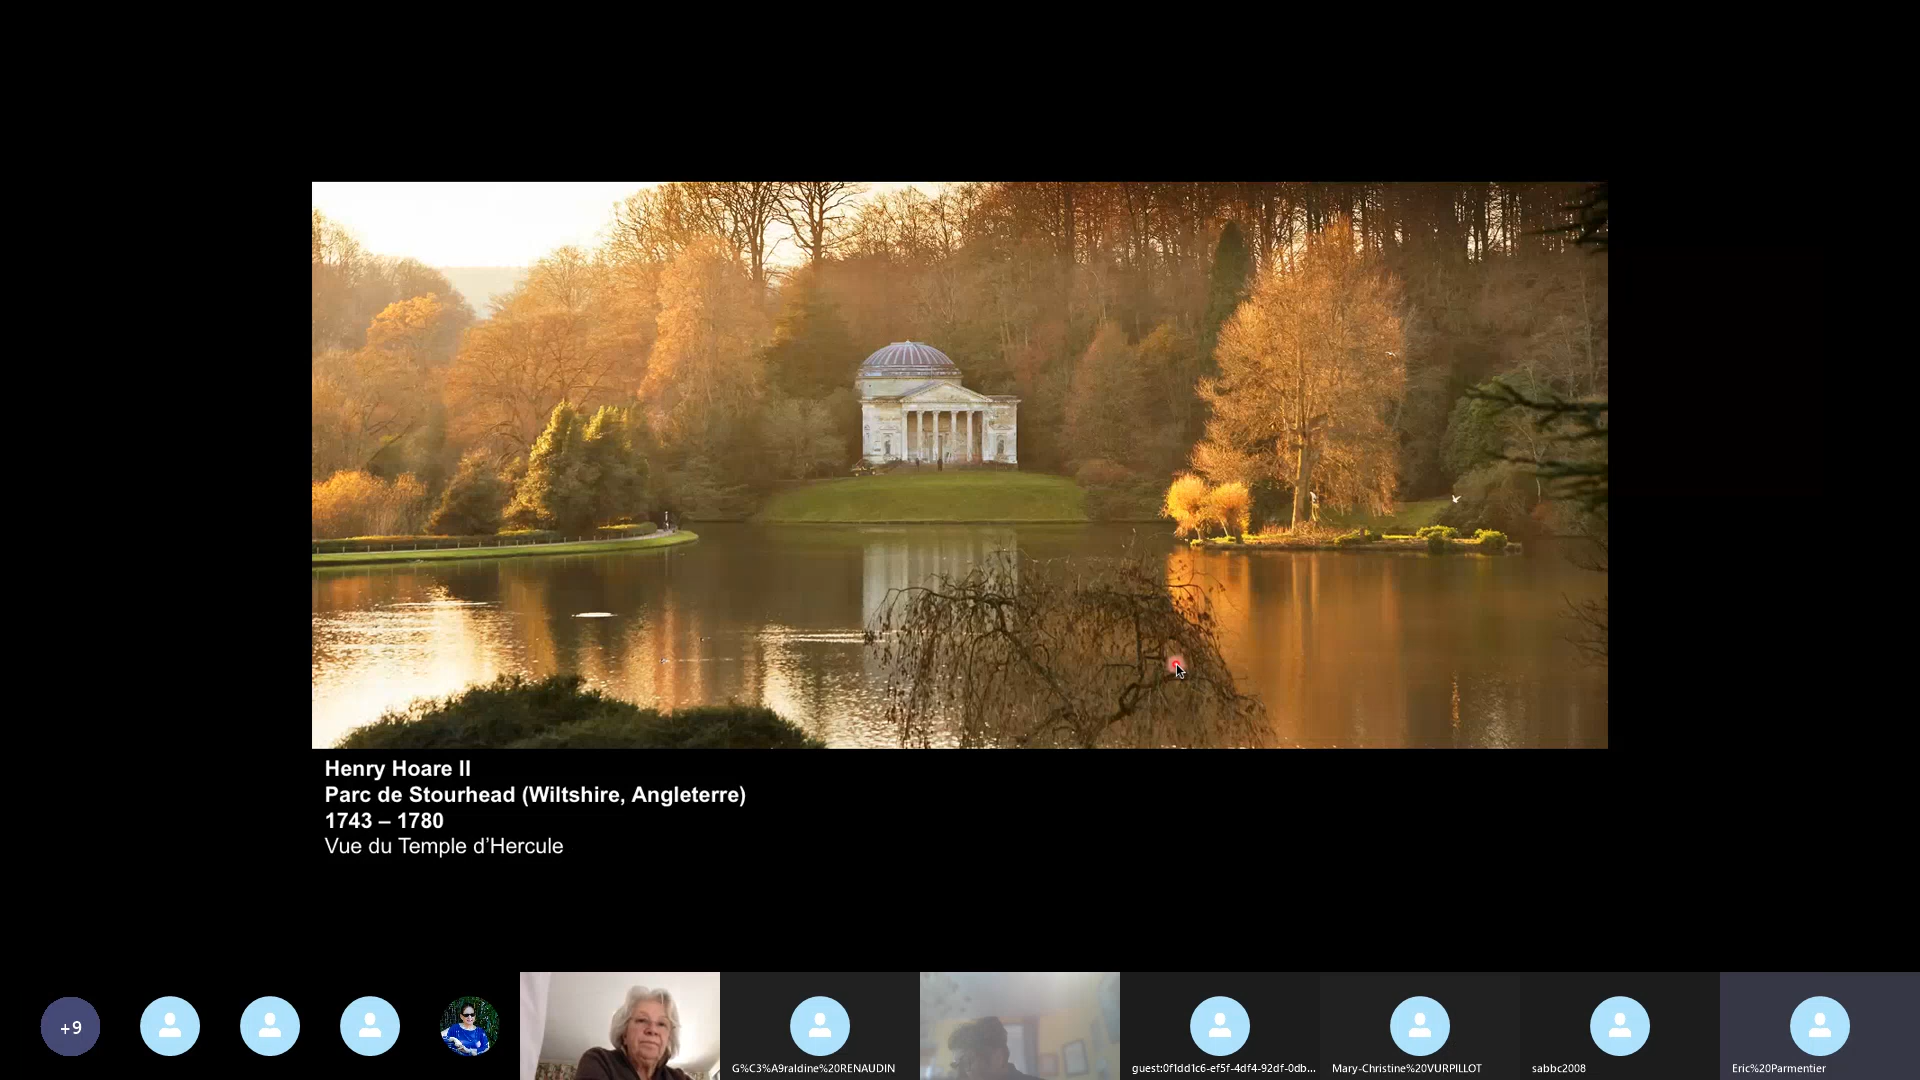 Henry Hoare II
Parc de Stourhead (Wiltshire, Angleterre)
1743 – 1780
Vue du Temple d’Hercule
+9
G%C3%A9raldine%20RENAUDIN
guest:0f1dd1c6-ef5f-4df4-92df-0db...
Mary-Christine%20VURPILLOT
sabbc2008
Eric%20Parmentier